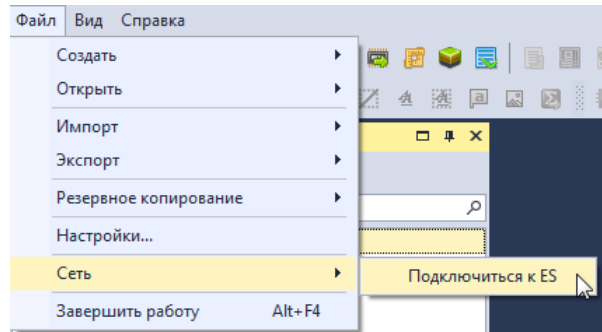 Файл Вид Справка
Создать
Открыть
Импорт
Экспорт
Резервное копирование
Настройки...
Сеть
Подключиться к ES
Завершить работу Alt+F4